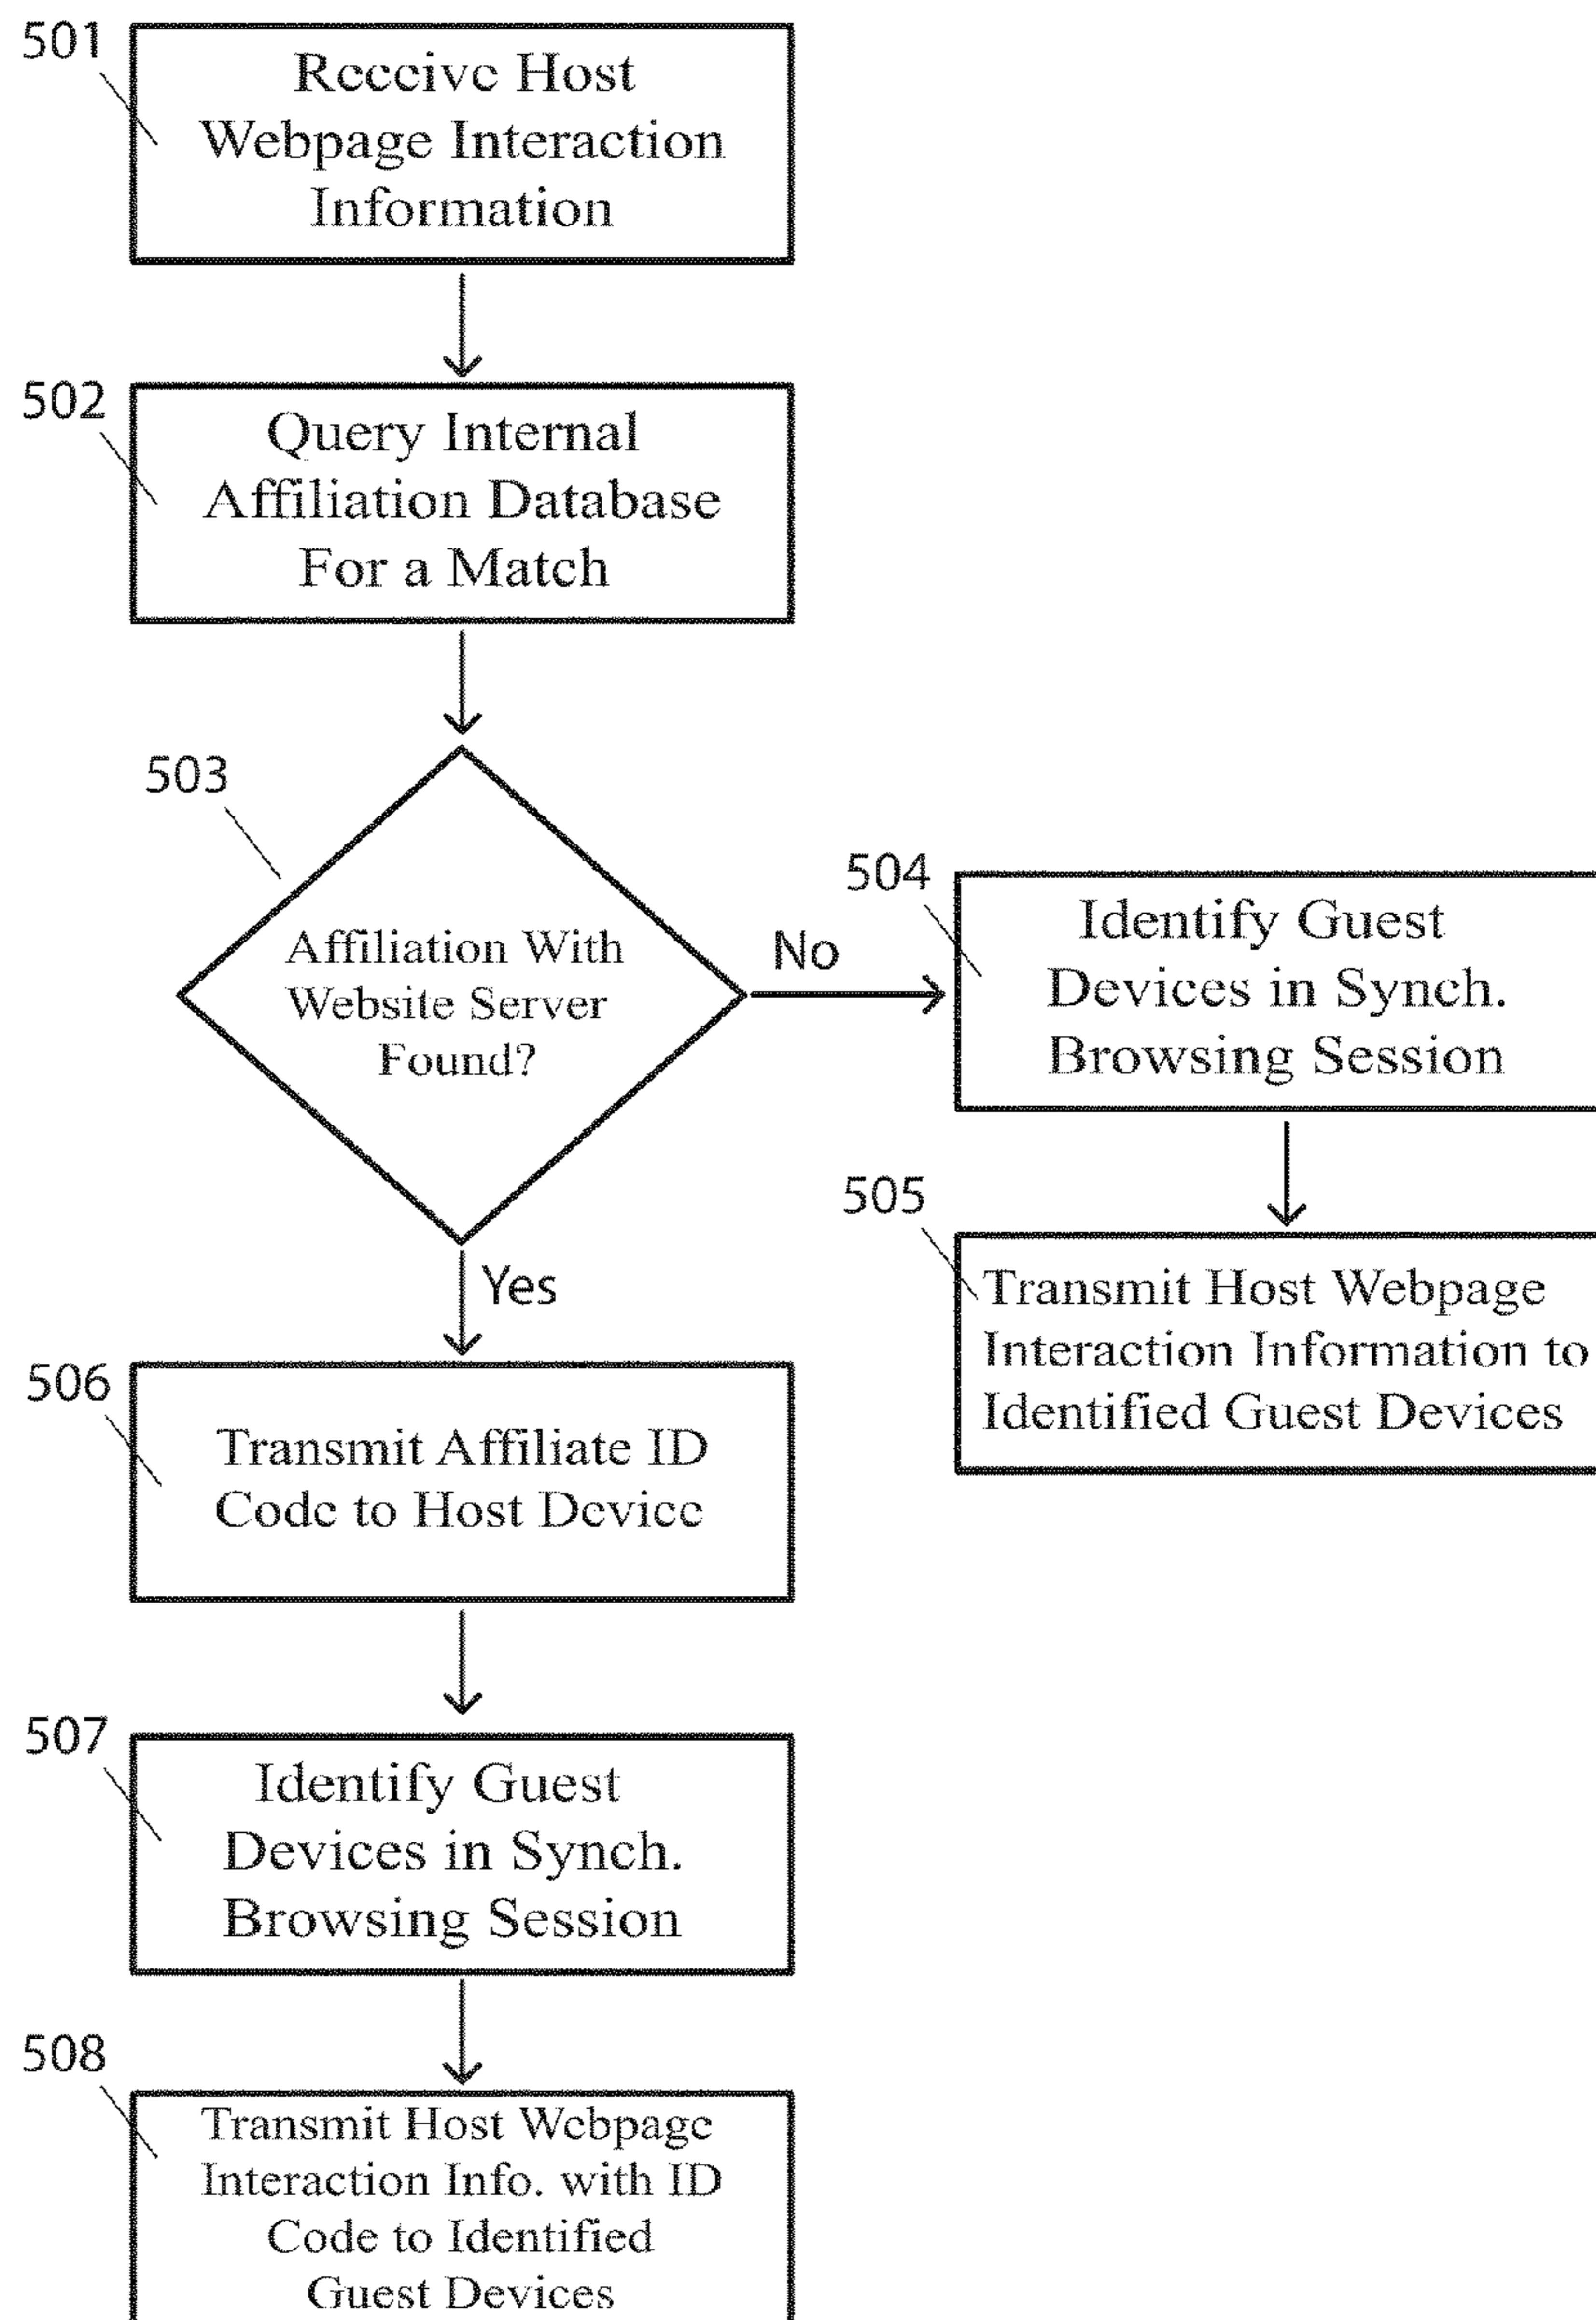 501
Receive Host
Webpage Interaction
Information
502
Query Internal
Affiliation Database
For a Match
503
Affiliation With
Website Server
Found?
No
504
Identify Guest
Devices in Synch.
Browsing Session
505
Transmit Host Webpage
Interaction Information to
Identified Guest Devices
Yes
506
Transmit Affiliate ID
Code to Host Device
507
Identify Guest
Devices in Synch.
Browsing Session
508
Transmit Host Webpage
Interaction Info. with ID
Code to Identified
Guest Devices